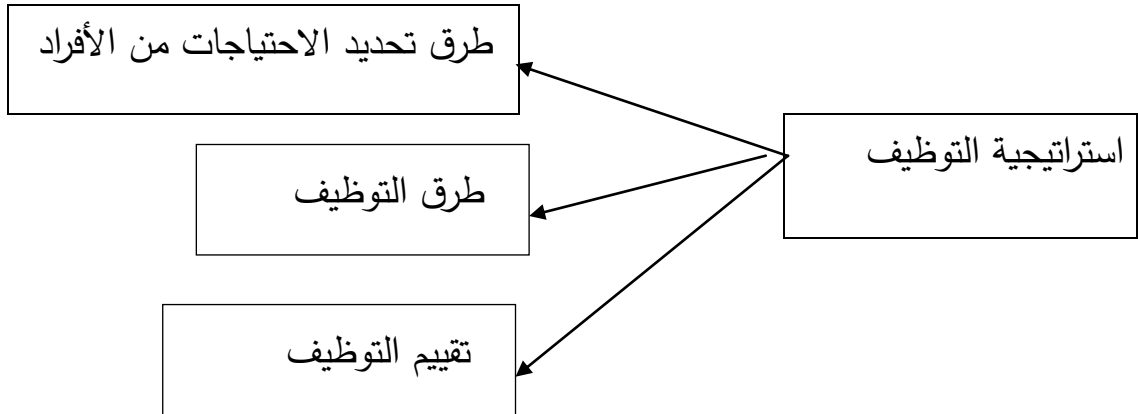 طرق تحديد الاحتياجات من الأفراد
استراتيجية التوظيف
طرق التوظيف
تقييم التوظيف